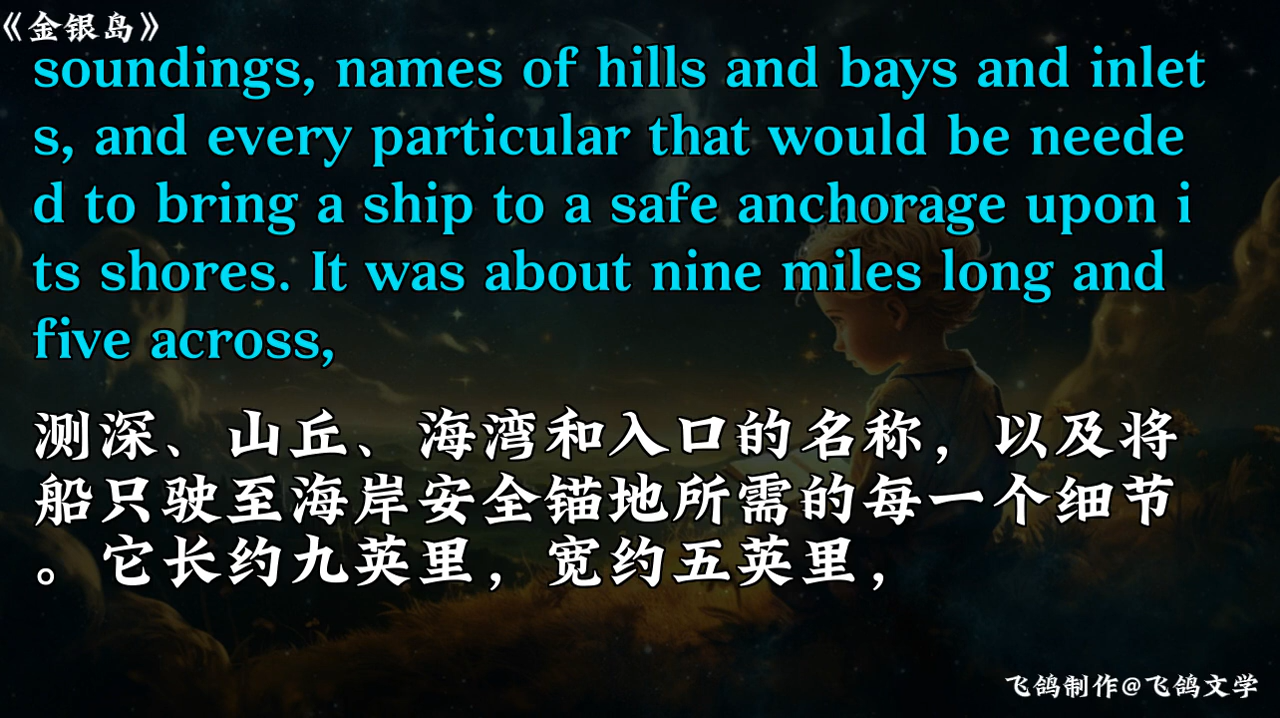 《金银岛》
soundings, names of hills and bays and inlet
s, and every particular that would be neede
d to bring a ship to a safe anchorage upon i
ts shores. It was about nine miles long and
five across,
测深、山丘、海湾和入口的名称，以及将
船只驶至海岸安全锚地所需的每一个细节
。它长约九英里，宽约五英里，
飞鸽制作@飞鸽文学